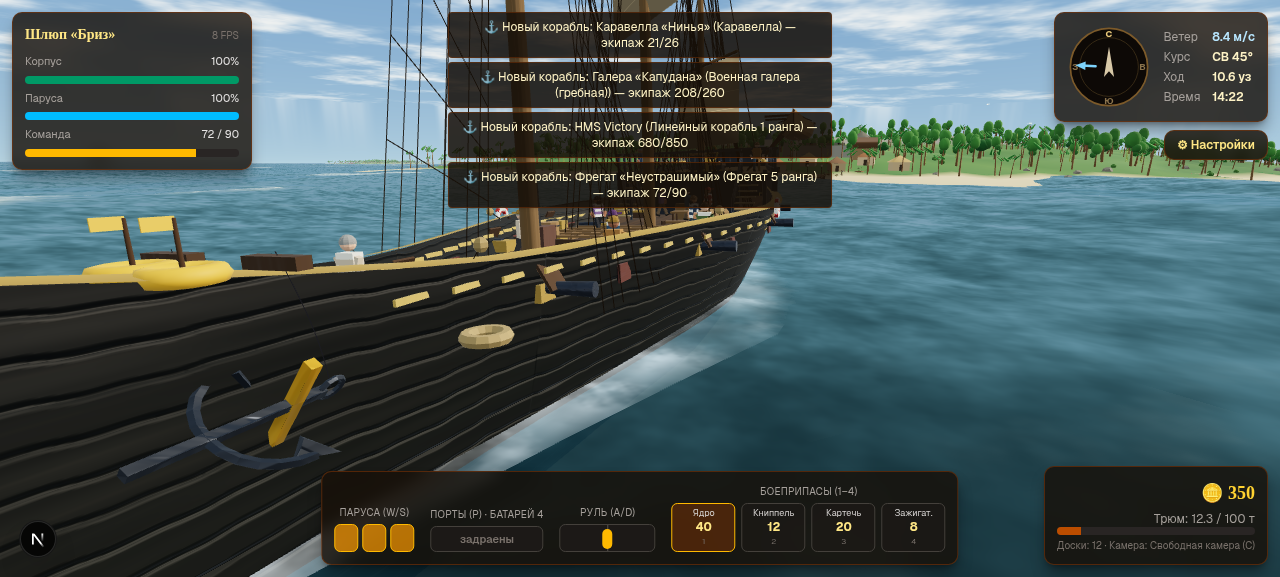 Шлюп «Бриз»
8 FPS
Корпус 100%
Паруса 100%
Команда 72 / 90
⚓ Новый корабль: Каравелла «Нинья» (Каравелла) —
экипаж 21/26
⚓ Новый корабль: Галера «Капудана» (Военная галера
(гребная)) — экипаж 208/260
⚓ Новый корабль: HMS Victory (Линейный корабль 1 ранга) —
экипаж 680/850
⚓ Новый корабль: Фрегат «Неустрашимый» (Фрегат 5 ранга)
— экипаж 72/90
С
З В
Ю
Ветер 8.4 м/с
Курс СВ 45°
Ход 10.6 уз
Время 14:22
⚙ Настройки
ПАРУСА (W/S)
ПОРТЫ (P) · БАТАРЕЙ 4
задраены
РУЛЬ (A/D)
БОЕПРИПАСЫ (1–4)
Ядро
40
1
Книппель
12
2
Картечь
20
3
Зажигат.
8
4
350
Трюм: 12.3 / 100 т
Доски: 12 · Камера: Свободная камера (C)
N